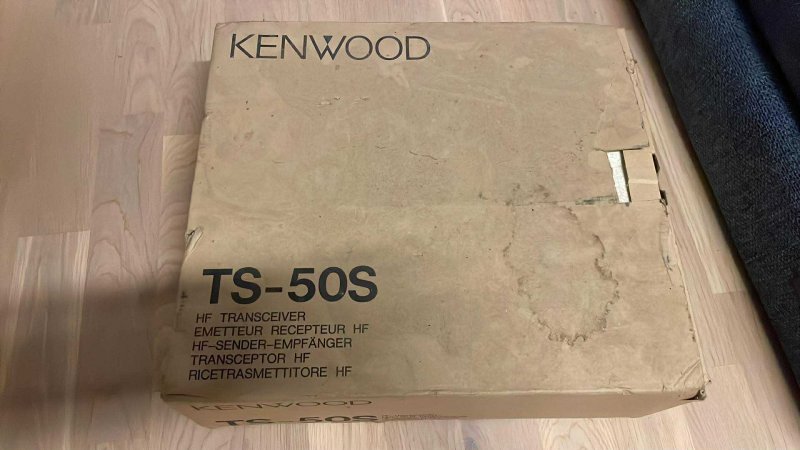 KENWOOD
TS-50S
HF TRANSCEIVER
EMETTEUR RECEPTEUR HF
HF-SENDER-EMPFÄNGER
TRANSCEPTOR HF
RICETRASMETTITORE HF
KENWOOD
TS-50S